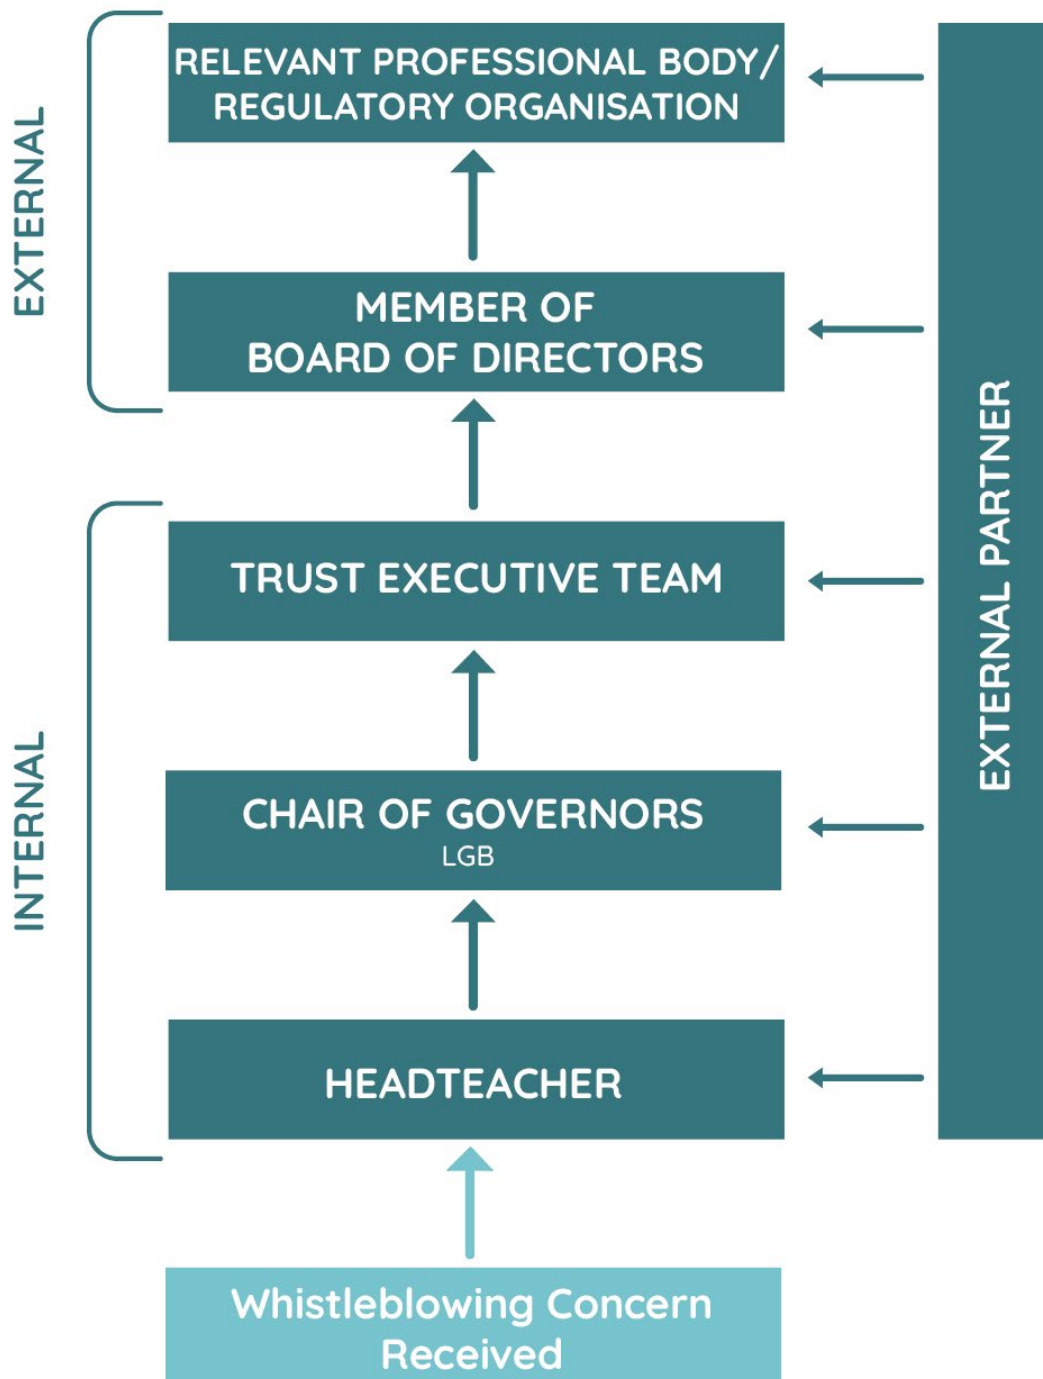 EXTERNAL
RELEVANT PROFESSIONAL BODY/
REGULATORY ORGANISATION
MEMBER OF
BOARD OF DIRECTORS
INTERNAL
TRUST EXECUTIVE TEAM
CHAIR OF GOVERNORS
LGB
HEADTEACHER
Whistleblowing Concern
Received
EXTERNAL PARTNER